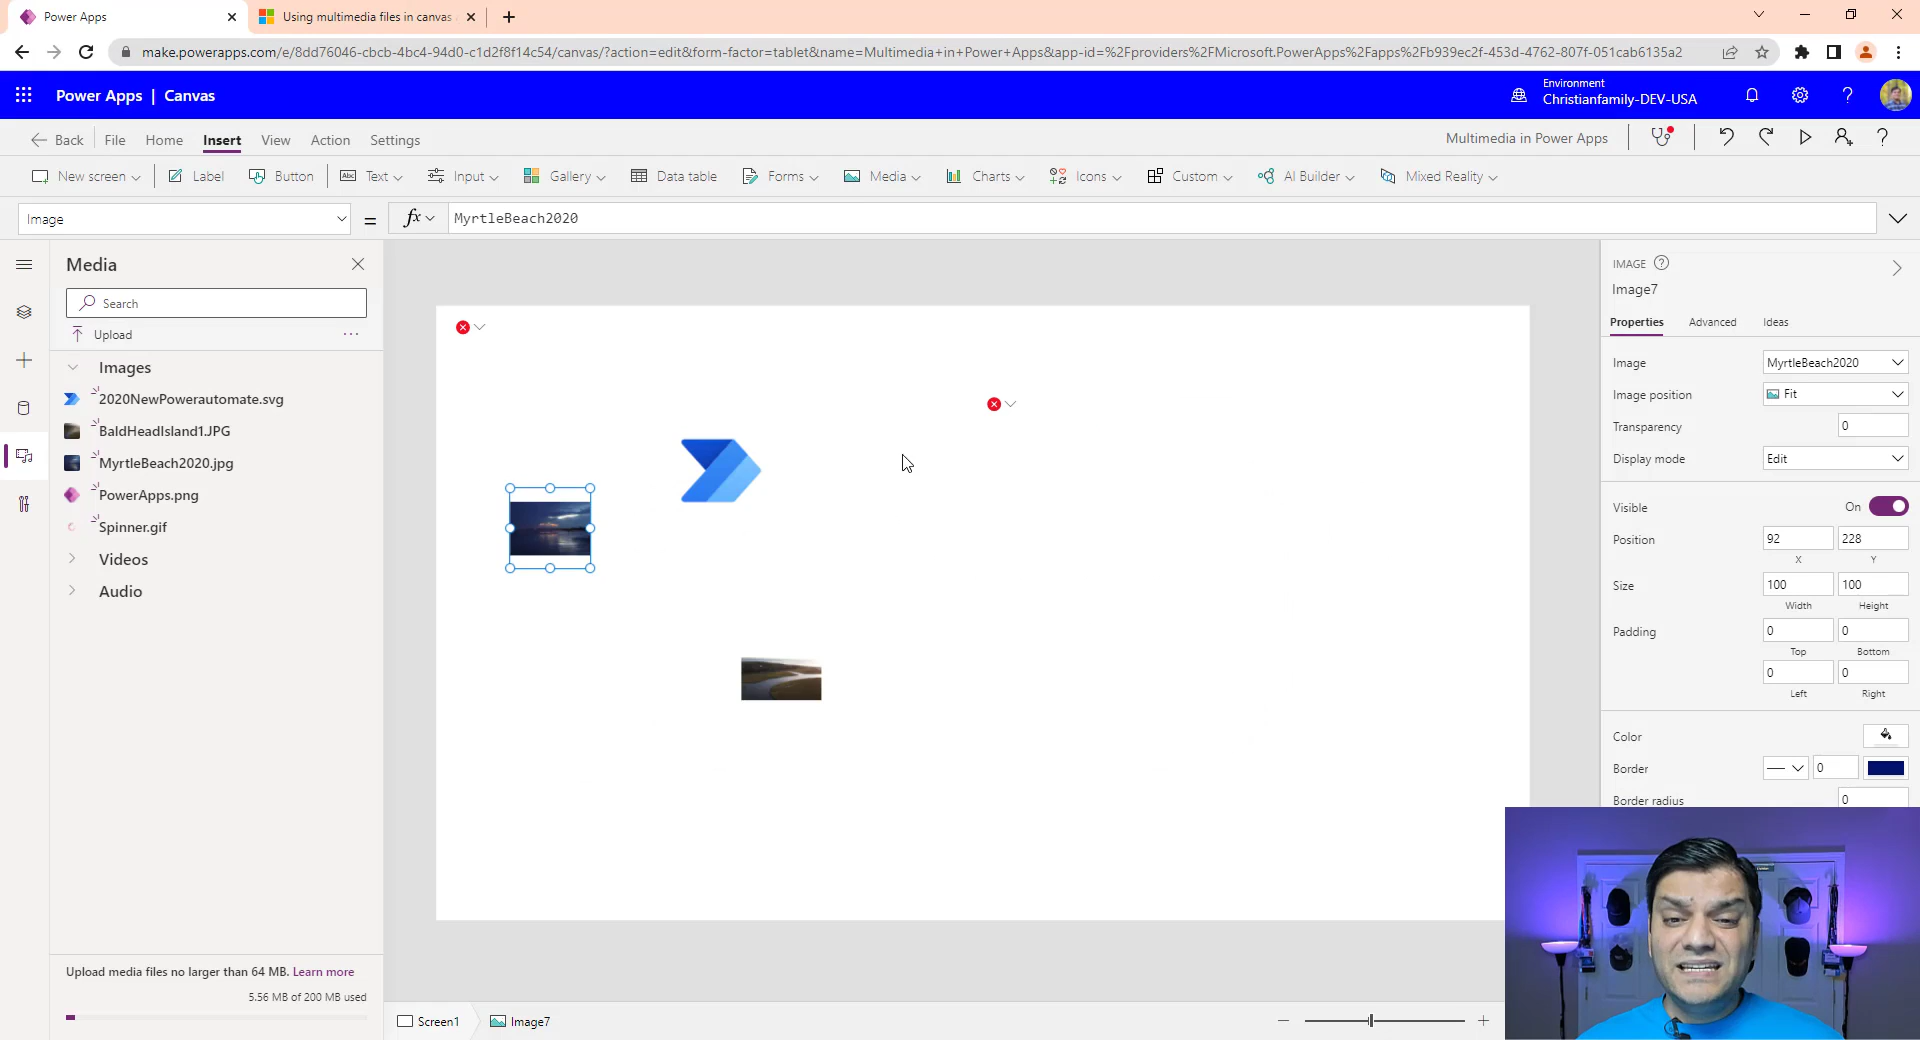 Power Apps
Using multimedia files in canvas
make.powerapps.com/e/8dd76046-cbcb-4bc4-94d0-c1d2f8f14c54/canvas/?action=edit&form-factor=tablet&name=Multimedia+in+Power+Apps&app-id=%2Fproviders%2FMicrosoft.PowerApps%2Fapps%2Fb939ec2f-453d-4762-807f-051cab6135a2
Power Apps | Canvas
Environment
Christianfamily-DEV-USA
Back File Home Insert View Action Settings
Multimedia in Power Apps
New screen Label Button Text Input Gallery Data table Forms Media Charts Icons Custom AI Builder Mixed Reality
Image = fx MyrtleBeach2020
Media
Search
Upload
Images
2020NewPowerautomate.svg
BaldHeadIsland1.JPG
MyrtleBeach2020.jpg
PowerApps.png
Spinner.gif
Videos
Audio
Upload media files no larger than 64 MB. Learn more
5.56 MB of 200 MB used
Screen1 Image7
IMAGE
Image7
Properties Advanced Ideas
Image MyrtleBeach2020
Image position Fit
Transparency 0
Display mode Edit
Visible On
Position 92 228
X Y
Size 100 100
Width Height
Padding 0 0
Top Bottom
0 0
Left Right
Color
Border 0
Border radius 0